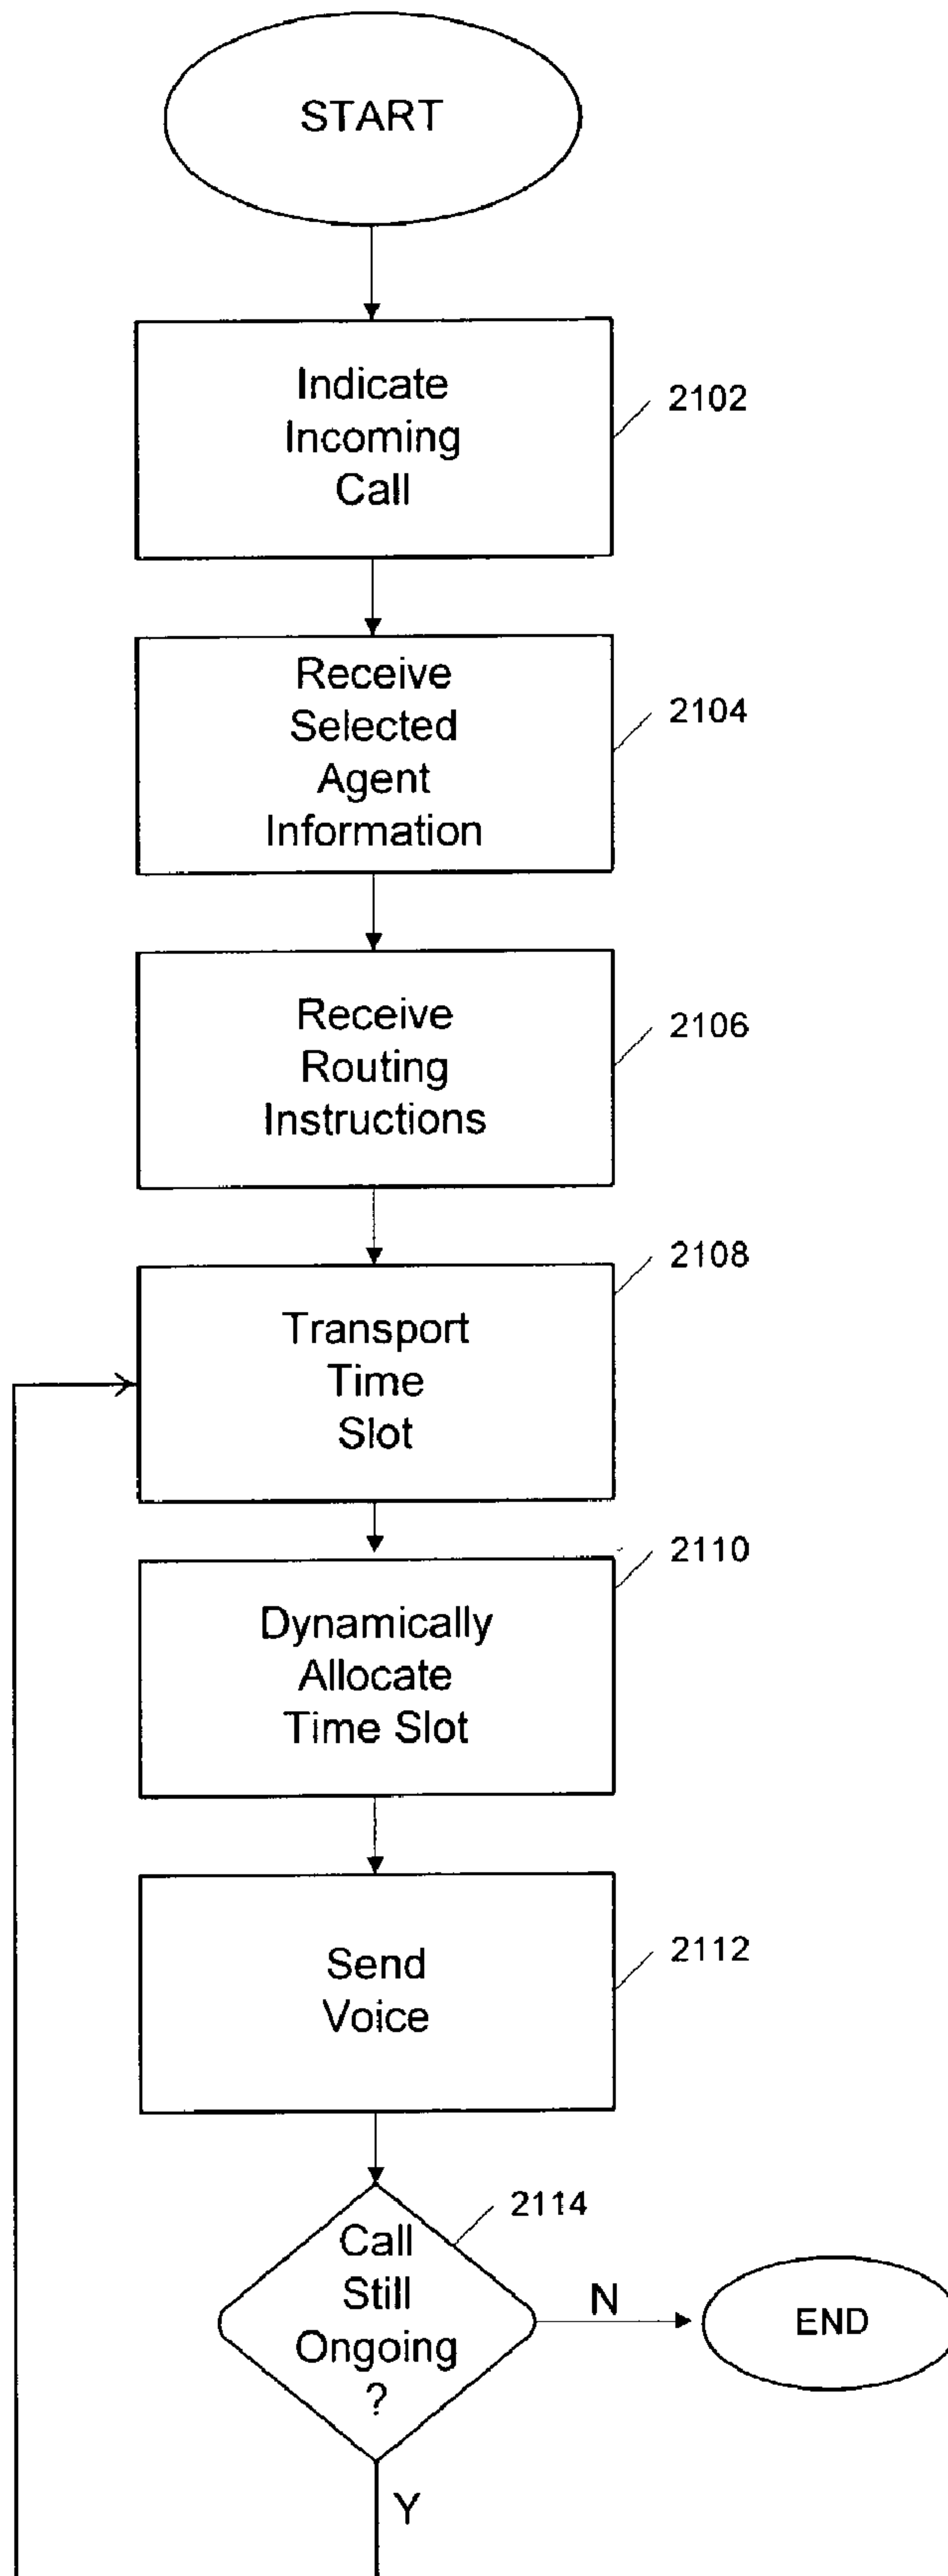 START
Indicate
Incoming
Call
2102
Receive
Selected
Agent
Information
2104
Receive
Routing
Instructions
2106
Transport
Time
Slot
2108
Dynamically
Allocate
Time Slot
2110
Send
Voice
2112
Call
Still
Ongoing
?
2114
N
END
Y